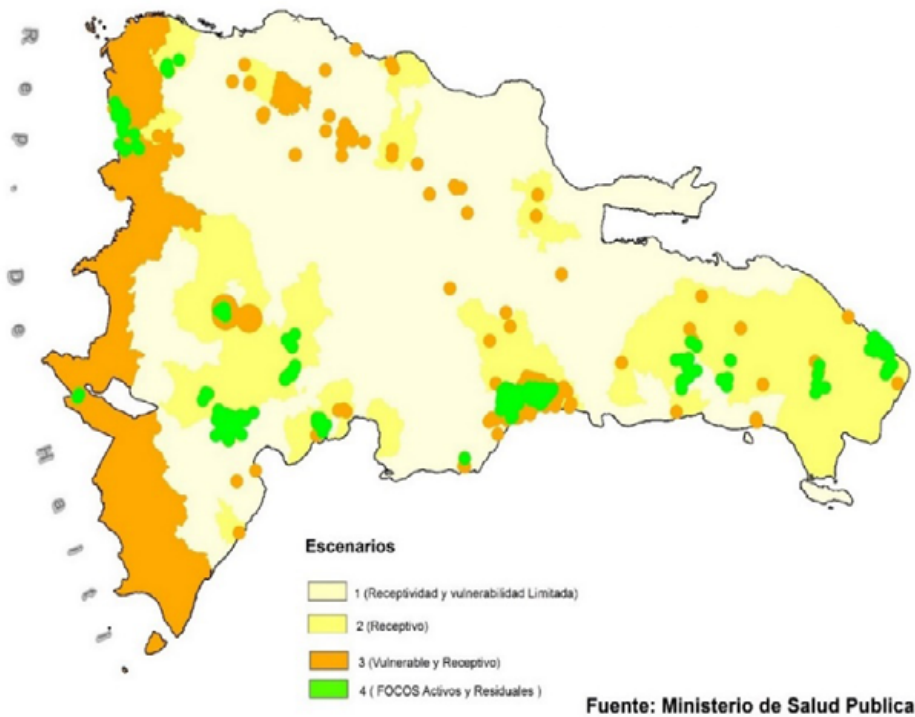 Rep. De Haití
Escenarios
1 (Receptividad y vulnerabilidad Limitada)
2 (Receptivo)
3 (Vulnerable y Receptivo)
4 ( FOCOS Activos y Residuales )
Fuente: Ministerio de Salud Publica